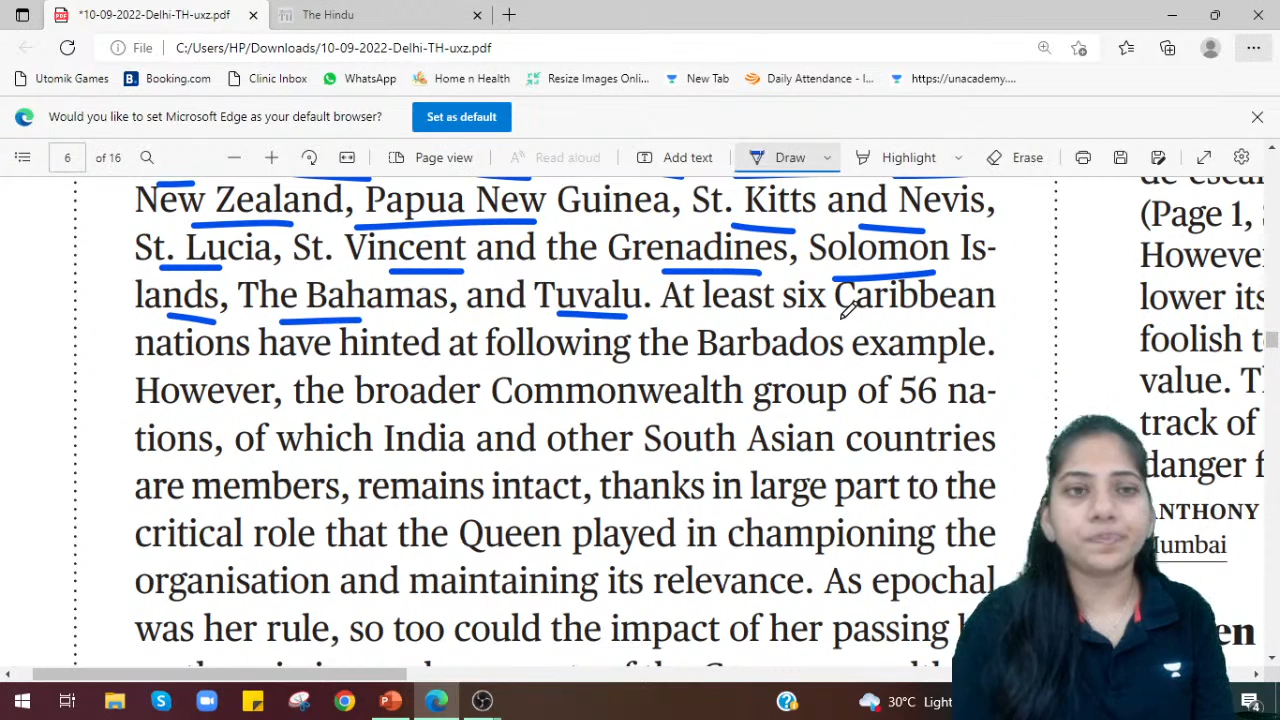 *10-09-2022-Delhi-TH-uxz.pdf
The Hindu
File C:/Users/HP/Downloads/10-09-2022-Delhi-TH-uxz.pdf
Utomik Games Booking.com Clinic Inbox WhatsApp Home n Health Resize Images Onli... New Tab Daily Attendance - I... https://unacademy....
Would you like to set Microsoft Edge as your default browser? Set as default
6 of 16 Page view Read aloud Add text Draw Highlight Erase
New Zealand, Papua New Guinea, St. Kitts and Nevis,
St. Lucia, St. Vincent and the Grenadines, Solomon Is-
lands, The Bahamas, and Tuvalu. At least six Caribbean
nations have hinted at following the Barbados example.
However, the broader Commonwealth group of 56 na-
tions, of which India and other South Asian countries
are members, remains intact, thanks in large part to the
critical role that the Queen played in championing the
organisation and maintaining its relevance. As epochal
was her rule, so too could the impact of her passing
(Page 1,
However
lower its
foolish t
value. T
track of
danger f
ANTHONY
Mumbai
en
30°C Light
4